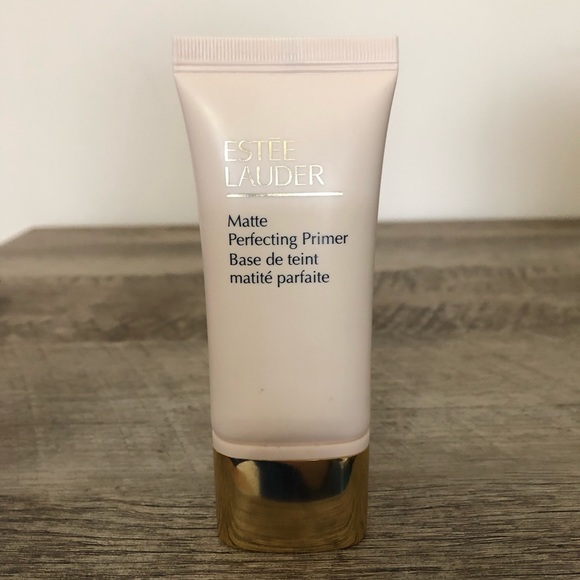 ESTĒE
LAUDER
Matte
Perfecting Primer
Base de teint
matité parfaite